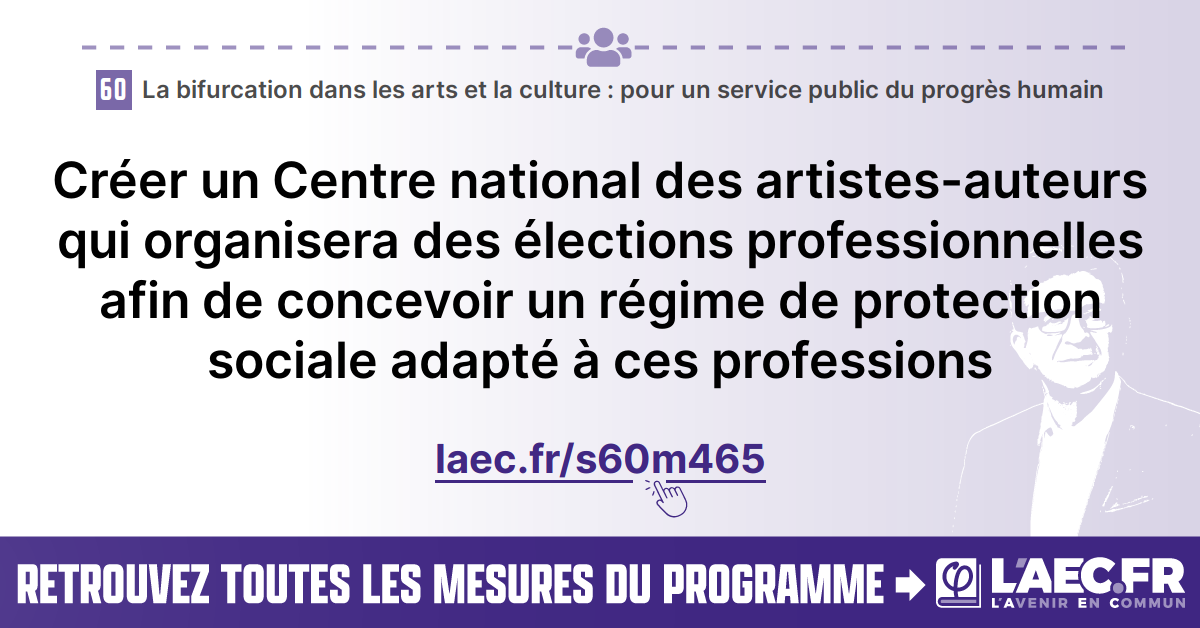 60 La bifurcation dans les arts et la culture : pour un service public du progrès humain
Créer un Centre national des artistes-auteurs
qui organisera des élections professionnelles
afin de concevoir un régime de protection
sociale adapté à ces professions
laec.fr/s60m465
RETROUVEZ TOUTES LES MESURES DU PROGRAMME → φ L'AEC.FR
L'AVENIR EN COMMUN